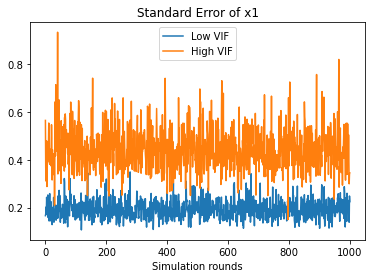 Standard Error of x1
Low VIF
High VIF
0.8
0.6
0.4
0.2
0 200 400 600 800 1000
Simulation rounds